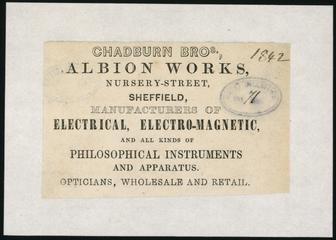 CHADBURN BROS,
1842
ALBION WORKS,
NURSERY-STREET,
SHEFFIELD,
MANUFACTURERS OF
ELECTRICAL, ELECTRO-MAGNETIC,
AND ALL KINDS OF
PHILOSOPHICAL INSTRUMENTS
AND APPARATUS.
OPTICIANS, WHOLESALE AND RETAIL.